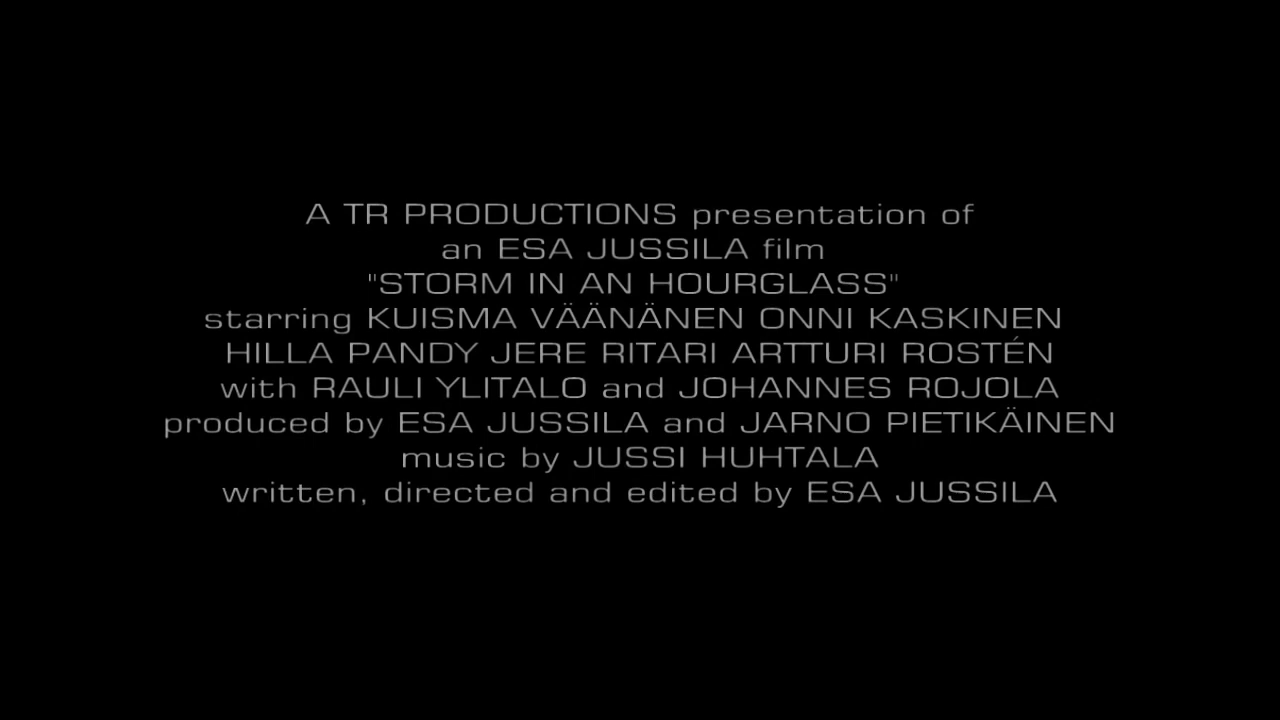 A TR PRODUCTIONS presentation of
an ESA JUSSILA film
"STORM IN AN HOURGLASS"
starring KUISMA VÄÄNÄNEN ONNI KASKINEN
HILLA PANDY JERE RITARI ARTTURI ROSTÉN
with RAULI YLITALO and JOHANNES ROJOLA
produced by ESA JUSSILA and JARNO PIETIKÄINEN
music by JUSSI HUHTALA
written, directed and edited by ESA JUSSILA